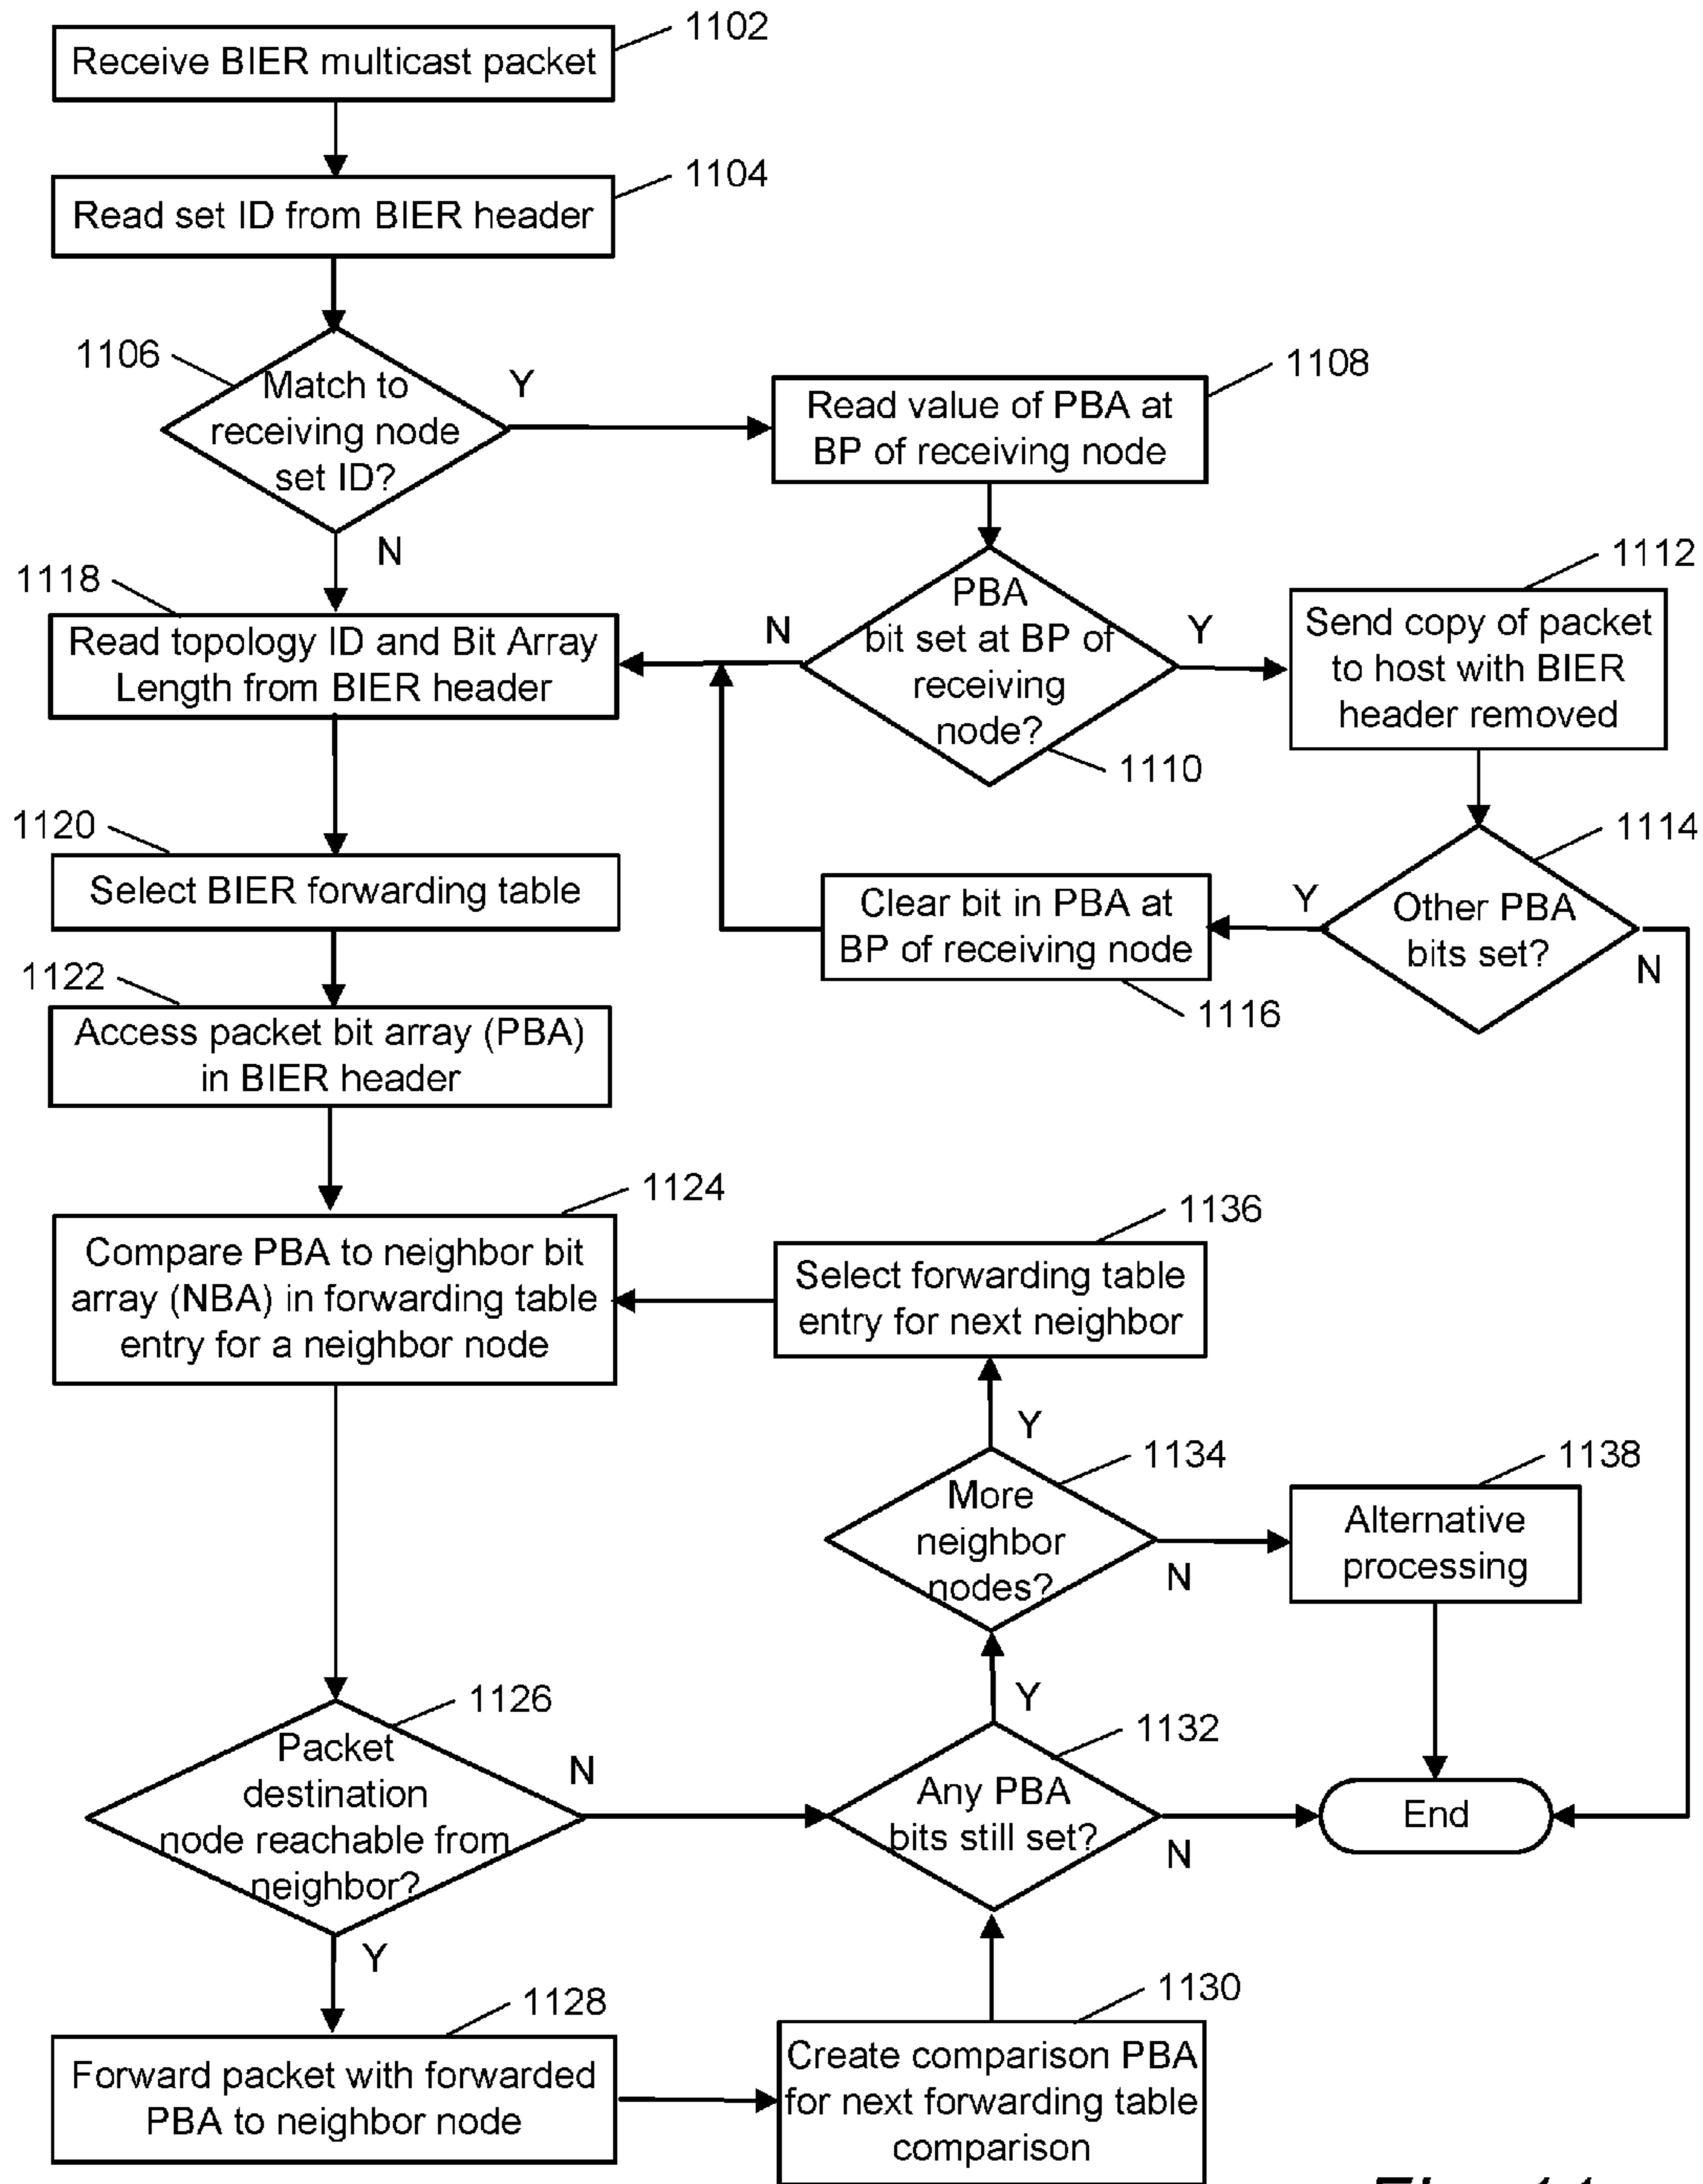 1102
Receive BIER multicast packet
1104
Read set ID from BIER header
1106
Match to
receiving node
set ID?
Y
N
1108
Read value of PBA at
BP of receiving node
PBA
bit set at BP of
receiving
node?
N
Y
1110
1112
Send copy of packet
to host with BIER
header removed
1114
Other PBA
bits set?
Y
N
Clear bit in PBA at
BP of receiving node
1116
1118
Read topology ID and Bit Array
Length from BIER header
1120
Select BIER forwarding table
1122
Access packet bit array (PBA)
in BIER header
1124
Compare PBA to neighbor bit
array (NBA) in forwarding table
entry for a neighbor node
1136
Select forwarding table
entry for next neighbor
Y
1134
More
neighbor
nodes?
N
1138
Alternative
processing
1126
Packet
destination
node reachable from
neighbor?
N
Y
Y
1132
Any PBA
bits still set?
N
End
1128
Forward packet with forwarded
PBA to neighbor node
1130
Create comparison PBA
for next forwarding table
comparison